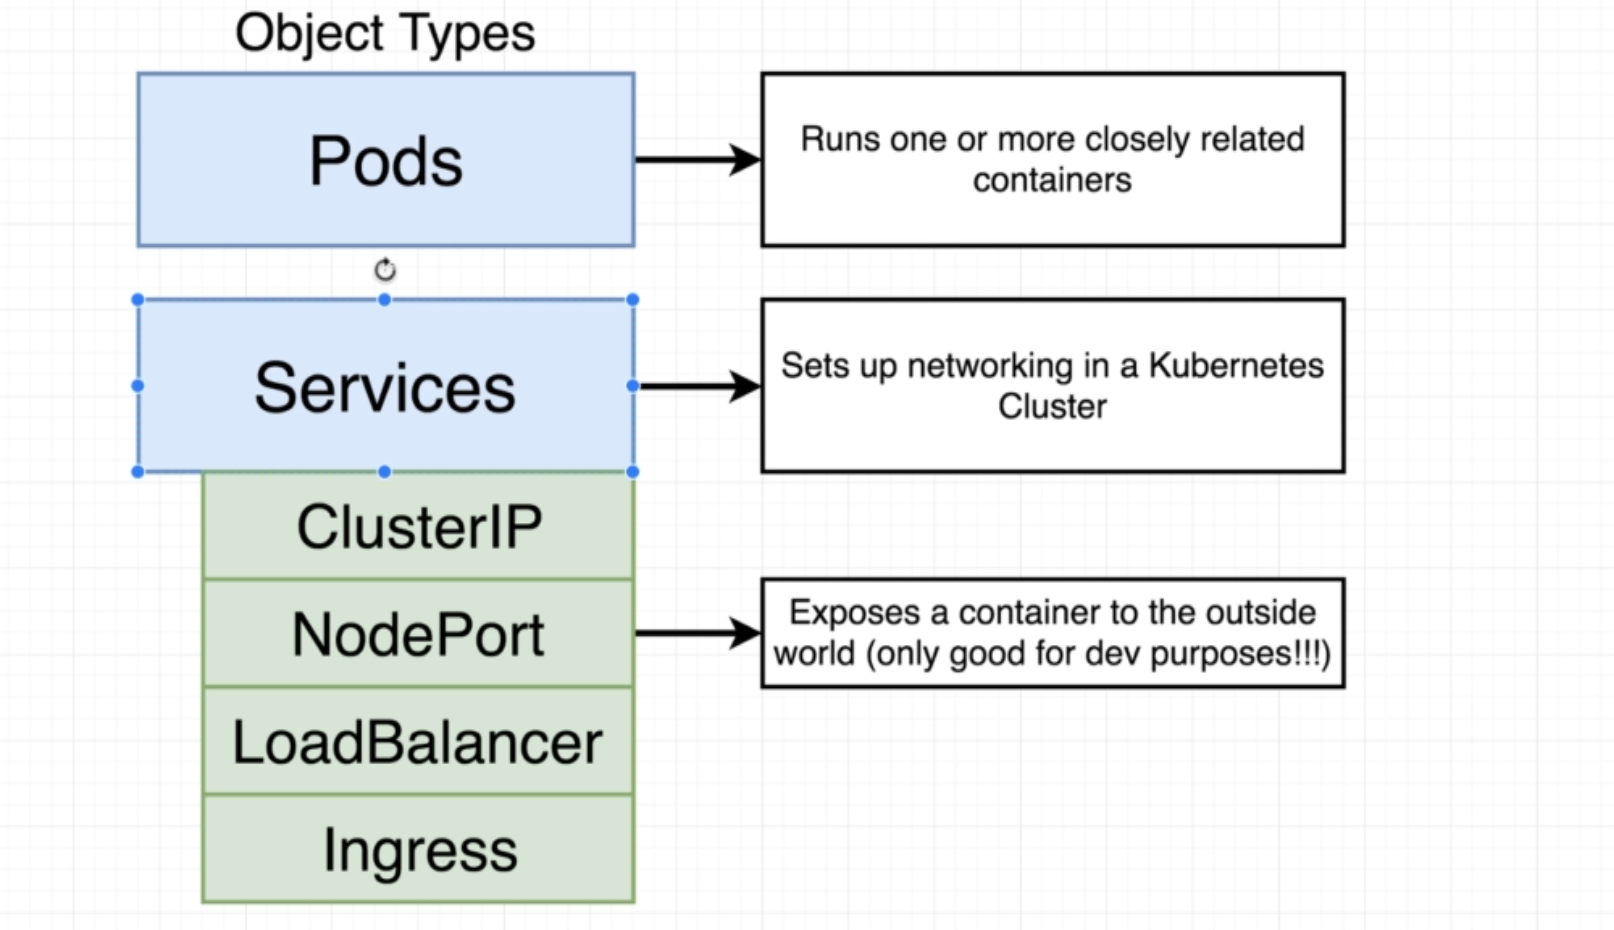 Object Types
Pods
Runs one or more closely related
containers
Services
Sets up networking in a Kubernetes
Cluster
ClusterIP
NodePort
Exposes a container to the outside
world (only good for dev purposes!!!)
LoadBalancer
Ingress